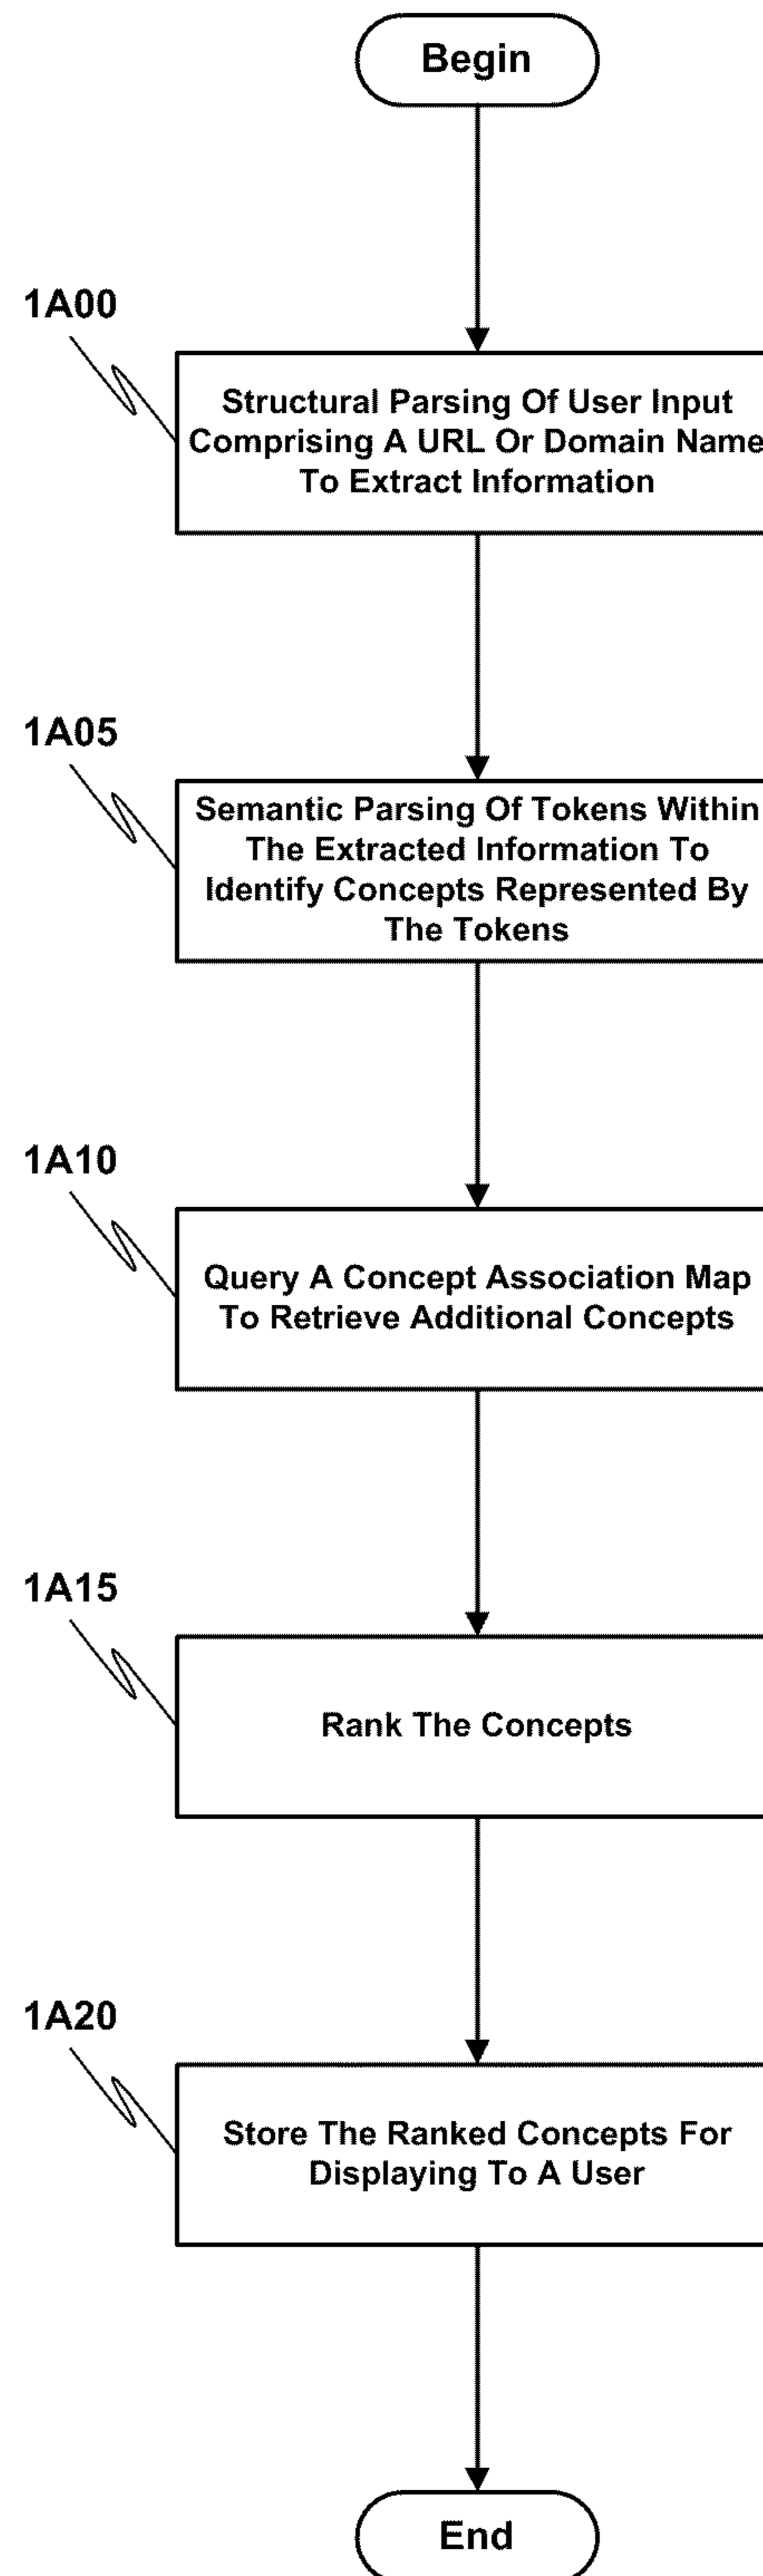 Begin
1A00
Structural Parsing Of User Input
Comprising A URL Or Domain Name
To Extract Information
1A05
Semantic Parsing Of Tokens Within
The Extracted Information To
Identify Concepts Represented By
The Tokens
1A10
Query A Concept Association Map
To Retrieve Additional Concepts
1A15
Rank The Concepts
1A20
Store The Ranked Concepts For
Displaying To A User
End